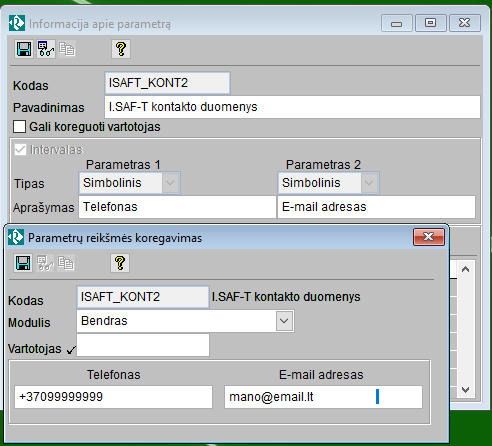 Informacija apie parametrą
?
Kodas ISAFT_KONT2
Pavadinimas I.SAF-T kontakto duomenys
Gali koreguoti vartotojas
Intervalas
Parametras 1 Parametras 2
Tipas Simbolinis Simbolinis
Aprašymas Telefonas E-mail adresas
Parametrų reikšmės koregavimas
?
Kodas ISAFT_KONT2 I.SAF-T kontakto duomenys
Modulis Bendras
Vartotojas
Telefonas E-mail adresas
+37099999999 mano@email.lt